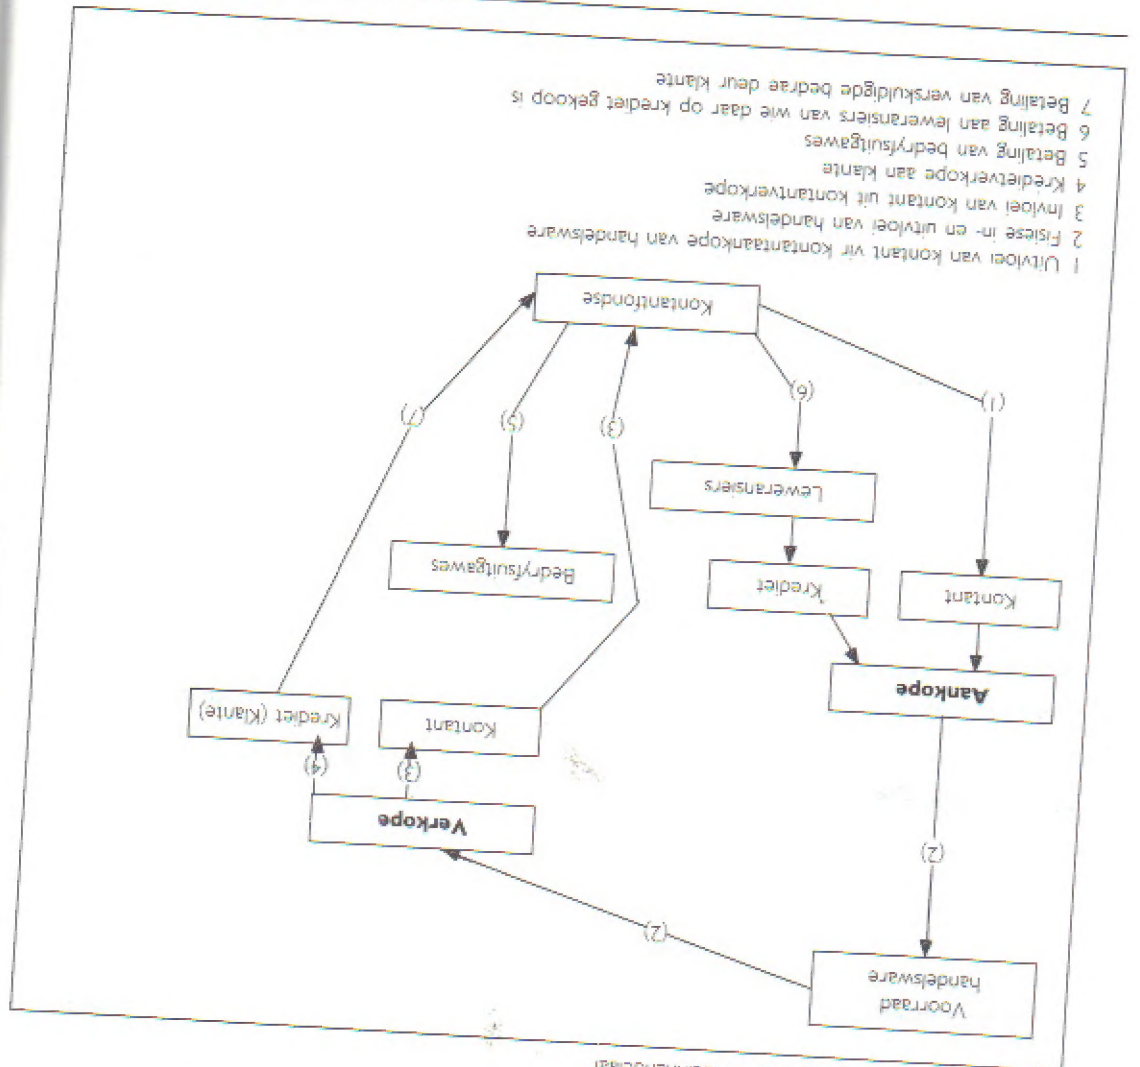 Voorraad
handelsware
(2)
(2)
Aankope
Verkope
(3)
(4)
Kontant
Krediet
Kontant
Krediet (Klante)
Leweransiers
Bedryfsuitgawes
(1)
(6)
(3)
(5)
(7)
Kontantfondse
1 Uitvloei van kontant vir kontantaankope van handelsware
2 Fisiese in- en uitvloei van handelsware
3 Invloei van kontant uit kontantverkope
4 Kredietverkope aan klante
5 Betaling van bedryfsuitgawes
6 Betaling aan leweransiers van wie daar op krediet gekoop is
7 Betaling van verskuldigde bedrae deur klante